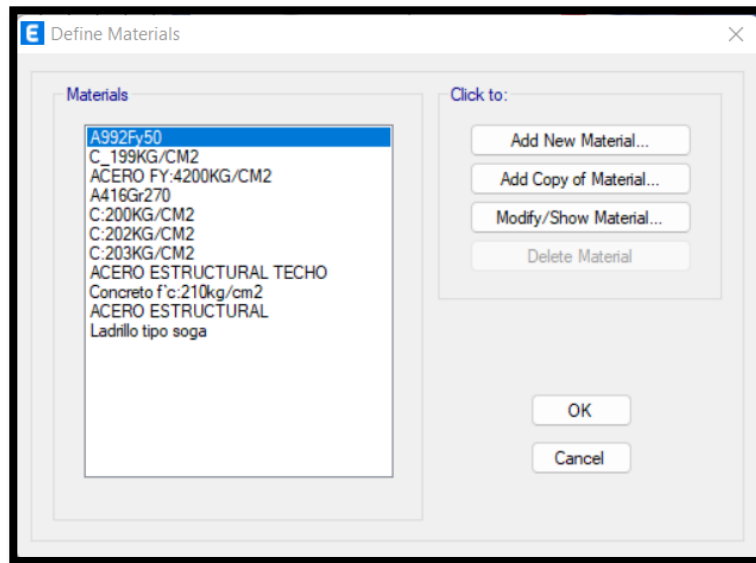 E Define Materials
Materials
A992Fy50
C_199KG/CM2
ACERO FY:4200KG/CM2
A416Gr270
C:200KG/CM2
C:202KG/CM2
C:203KG/CM2
ACERO ESTRUCTURAL TECHO
Concreto f`c:210kg/cm2
ACERO ESTRUCTURAL
Ladrillo tipo soga
Click to:
Add New Material...
Add Copy of Material...
Modify/Show Material...
Delete Material
OK
Cancel